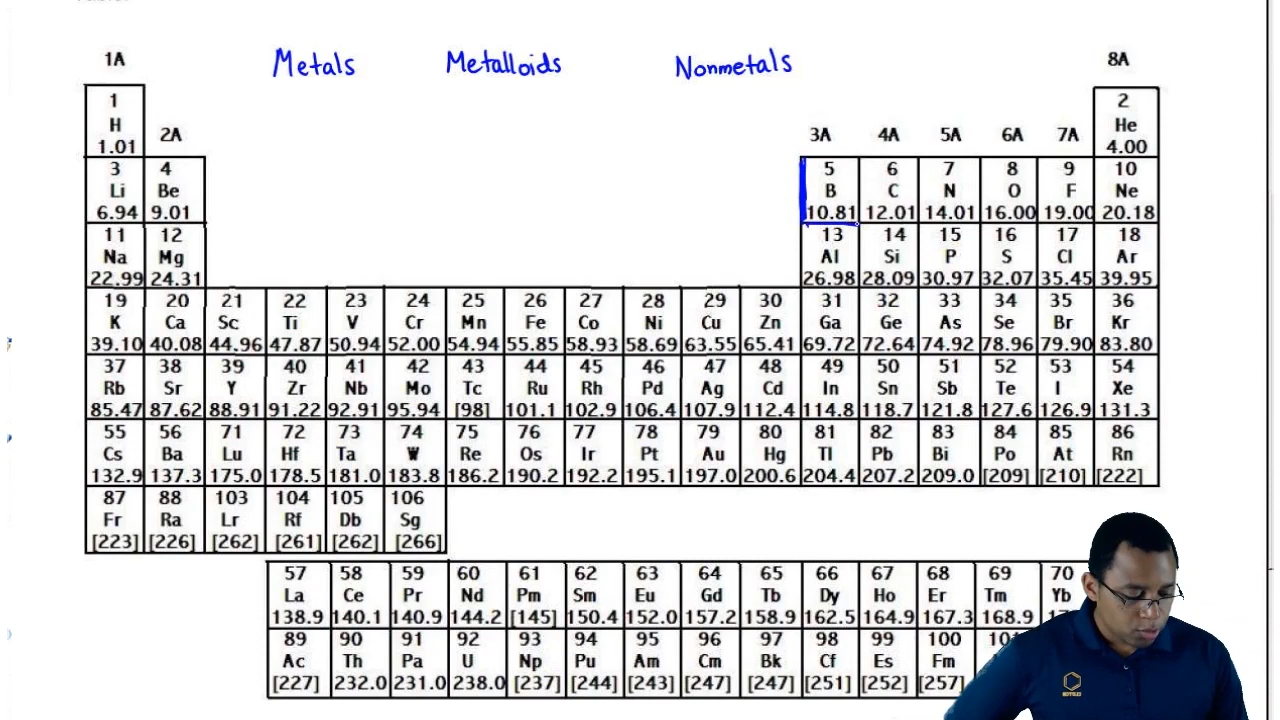 Metals Metalloids Nonmetals
1A 8A
1 2
H 2A 3A 4A 5A 6A 7A He
1.01 4.00
3 4 5 6 7 8 9 10
Li Be B C N O F Ne
6.94 9.01 10.81 12.01 14.01 16.00 19.00 20.18
11 12 13 14 15 16 17 18
Na Mg Al Si P S Cl Ar
22.99 24.31 26.98 28.09 30.97 32.07 35.45 39.95
19 20 21 22 23 24 25 26 27 28 29 30 31 32 33 34 35 36
K Ca Sc Ti V Cr Mn Fe Co Ni Cu Zn Ga Ge As Se Br Kr
39.10 40.08 44.96 47.87 50.94 52.00 54.94 55.85 58.93 58.69 63.55 65.41 69.72 72.64 74.92 78.96 79.90 83.80
37 38 39 40 41 42 43 44 45 46 47 48 49 50 51 52 53 54
Rb Sr Y Zr Nb Mo Tc Ru Rh Pd Ag Cd In Sn Sb Te I Xe
85.47 87.62 88.91 91.22 92.91 95.94 [98] 101.1 102.9 106.4 107.9 112.4 114.8 118.7 121.8 127.6 126.9 131.3
55 56 71 72 73 74 75 76 77 78 79 80 81 82 83 84 85 86
Cs Ba Lu Hf Ta W Re Os Ir Pt Au Hg Tl Pb Bi Po At Rn
132.9 137.3 175.0 178.5 181.0 183.8 186.2 190.2 192.2 195.1 197.0 200.6 204.4 207.2 209.0 [209] [210] [222]
87 88 103 104 105 106
Fr Ra Lr Rf Db Sg
[223] [226] [262] [261] [262] [266]
57 58 59 60 61 62 63 64 65 66 67 68 69 70
La Ce Pr Nd Pm Sm Eu Gd Tb Dy Ho Er Tm Yb
138.9 140.1 140.9 144.2 [145] 150.4 152.0 157.2 158.9 162.5 164.9 167.3 168.9
89 90 91 92 93 94 95 96 97 98 99 100
Ac Th Pa U Np Pu Am Cm Bk Cf Es Fm
[227] 232.0 231.0 238.0 [237] [244] [243] [247] [247] [251] [252] [257]